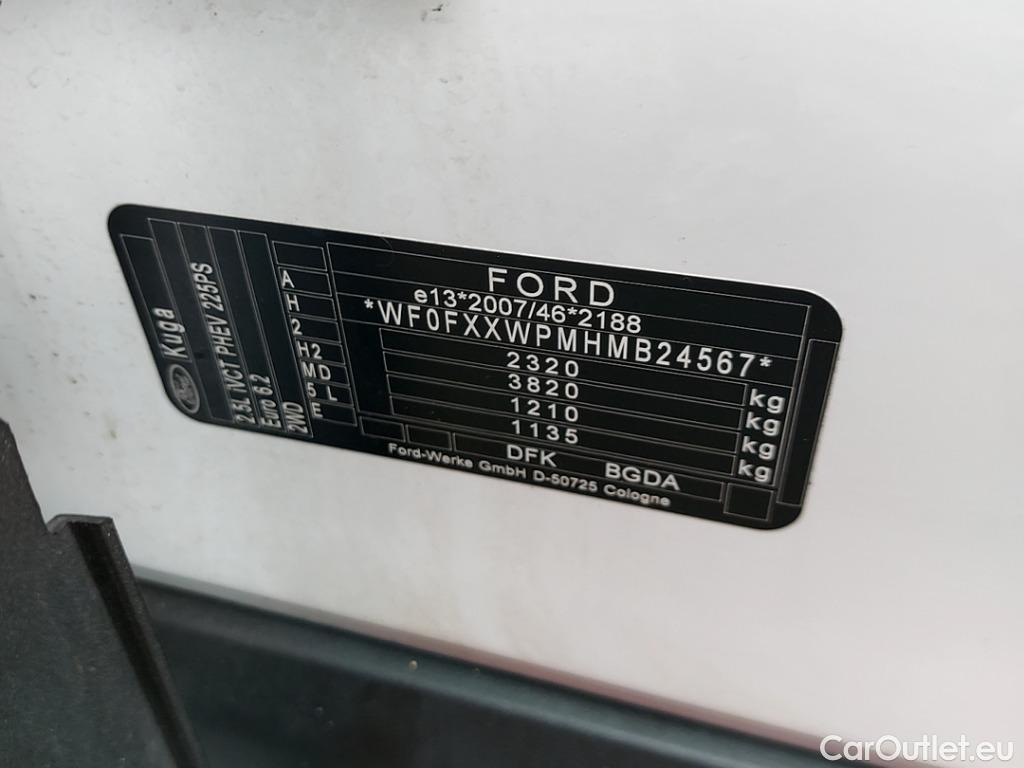 FORD
e13*2007/46*2188
*WF0FXXWPMHMB24567*
2320 kg
3820 kg
1210 kg
1135 kg
DFK BGDA
Ford-Werke GmbH D-50725 Cologne
A
H
2
H2
MD
5 L
E
Ford
Kuga
2.5L iVCT PHEV 225PS
Euro 6.2
2WD
CarOutlet.eu